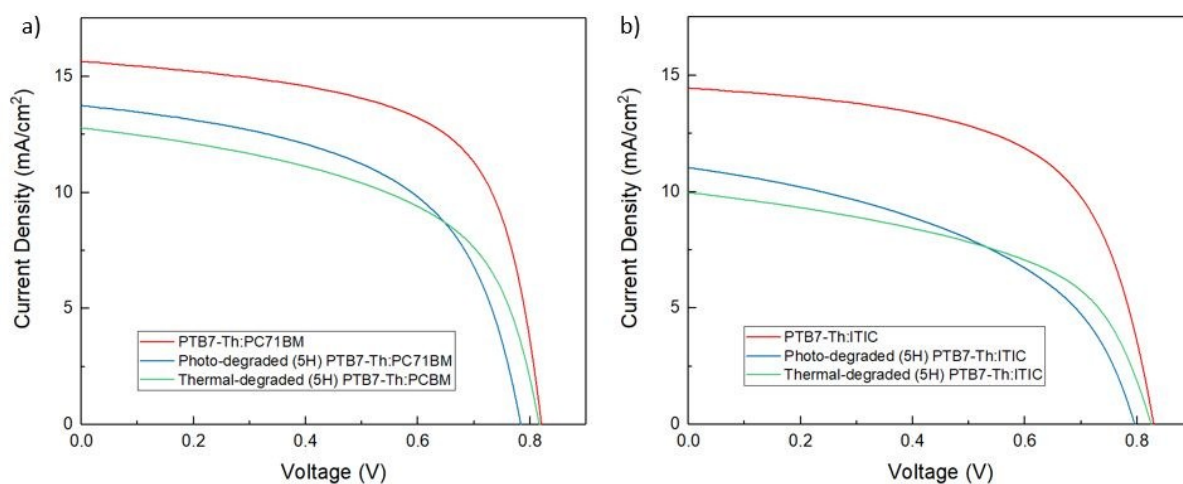 a)
Current Density (mA/cm²)
15
10
5
0
PTB7-Th:PC71BM
Photo-degraded (5H) PTB7-Th:PC71BM
Thermal-degraded (5H) PTB7-Th:PCBM
0.0 0.2 0.4 0.6 0.8
Voltage (V)
b)
Current Density (mA/cm²)
15
10
5
0
PTB7-Th:ITIC
Photo-degraded (5H) PTB7-Th:ITIC
Thermal-degraded (5H) PTB7-Th:ITIC
0.0 0.2 0.4 0.6 0.8
Voltage (V)